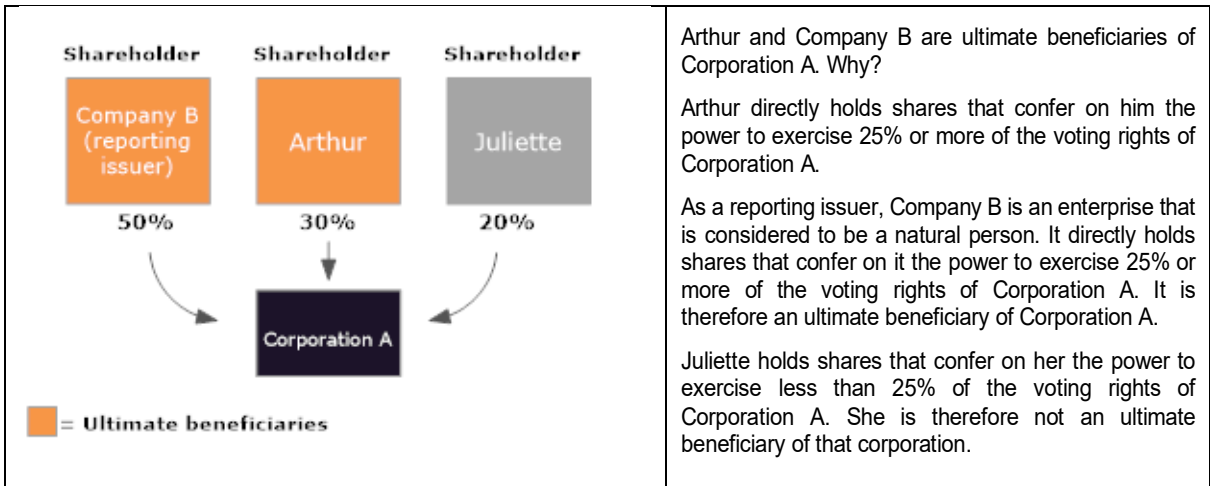 Shareholder Shareholder Shareholder
Company B
(reporting
issuer)
Arthur
Juliette
50% 30% 20%
Corporation A
= Ultimate beneficiaries
Arthur and Company B are ultimate beneficiaries of
Corporation A. Why?
Arthur directly holds shares that confer on him the
power to exercise 25% or more of the voting rights of
Corporation A.
As a reporting issuer, Company B is an enterprise that
is considered to be a natural person. It directly holds
shares that confer on it the power to exercise 25% or
more of the voting rights of Corporation A. It is
therefore an ultimate beneficiary of Corporation A.
Juliette holds shares that confer on her the power to
exercise less than 25% of the voting rights of
Corporation A. She is therefore not an ultimate
beneficiary of that corporation.